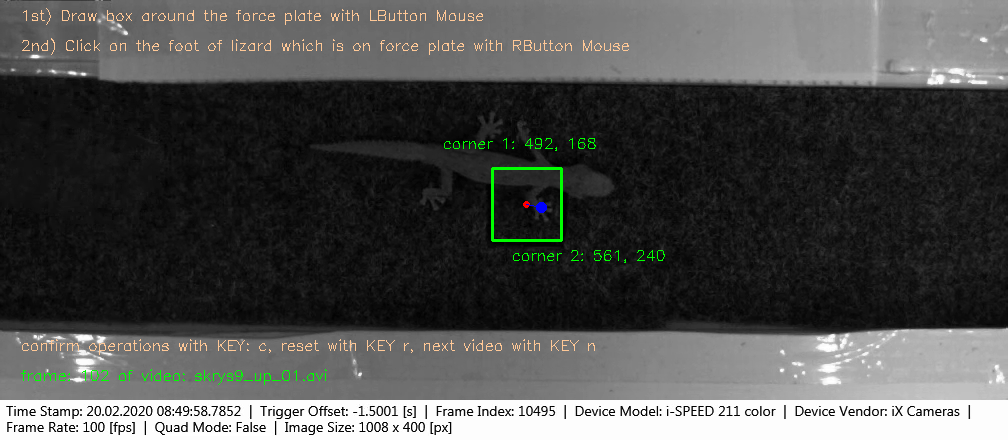 1st) Draw box around the force plate with LButton Mouse
2nd) Click on the foot of lizard which is on force plate with RButton Mouse
corner 1: 492, 168
corner 2: 561, 240
confirm operations with KEY: c, reset with KEY r, next video with KEY n
frame: of video: skrys9_up_01.avi
Time Stamp: 20.02.2020 08:49:58.7852 | Trigger Offset: -1.5001 [s] | Frame Index: 10495 | Device Model: i-SPEED 211 color | Device Vendor: iX Cameras |
Frame Rate: 100 [fps] | Quad Mode: False | Image Size: 1008 x 400 [px]